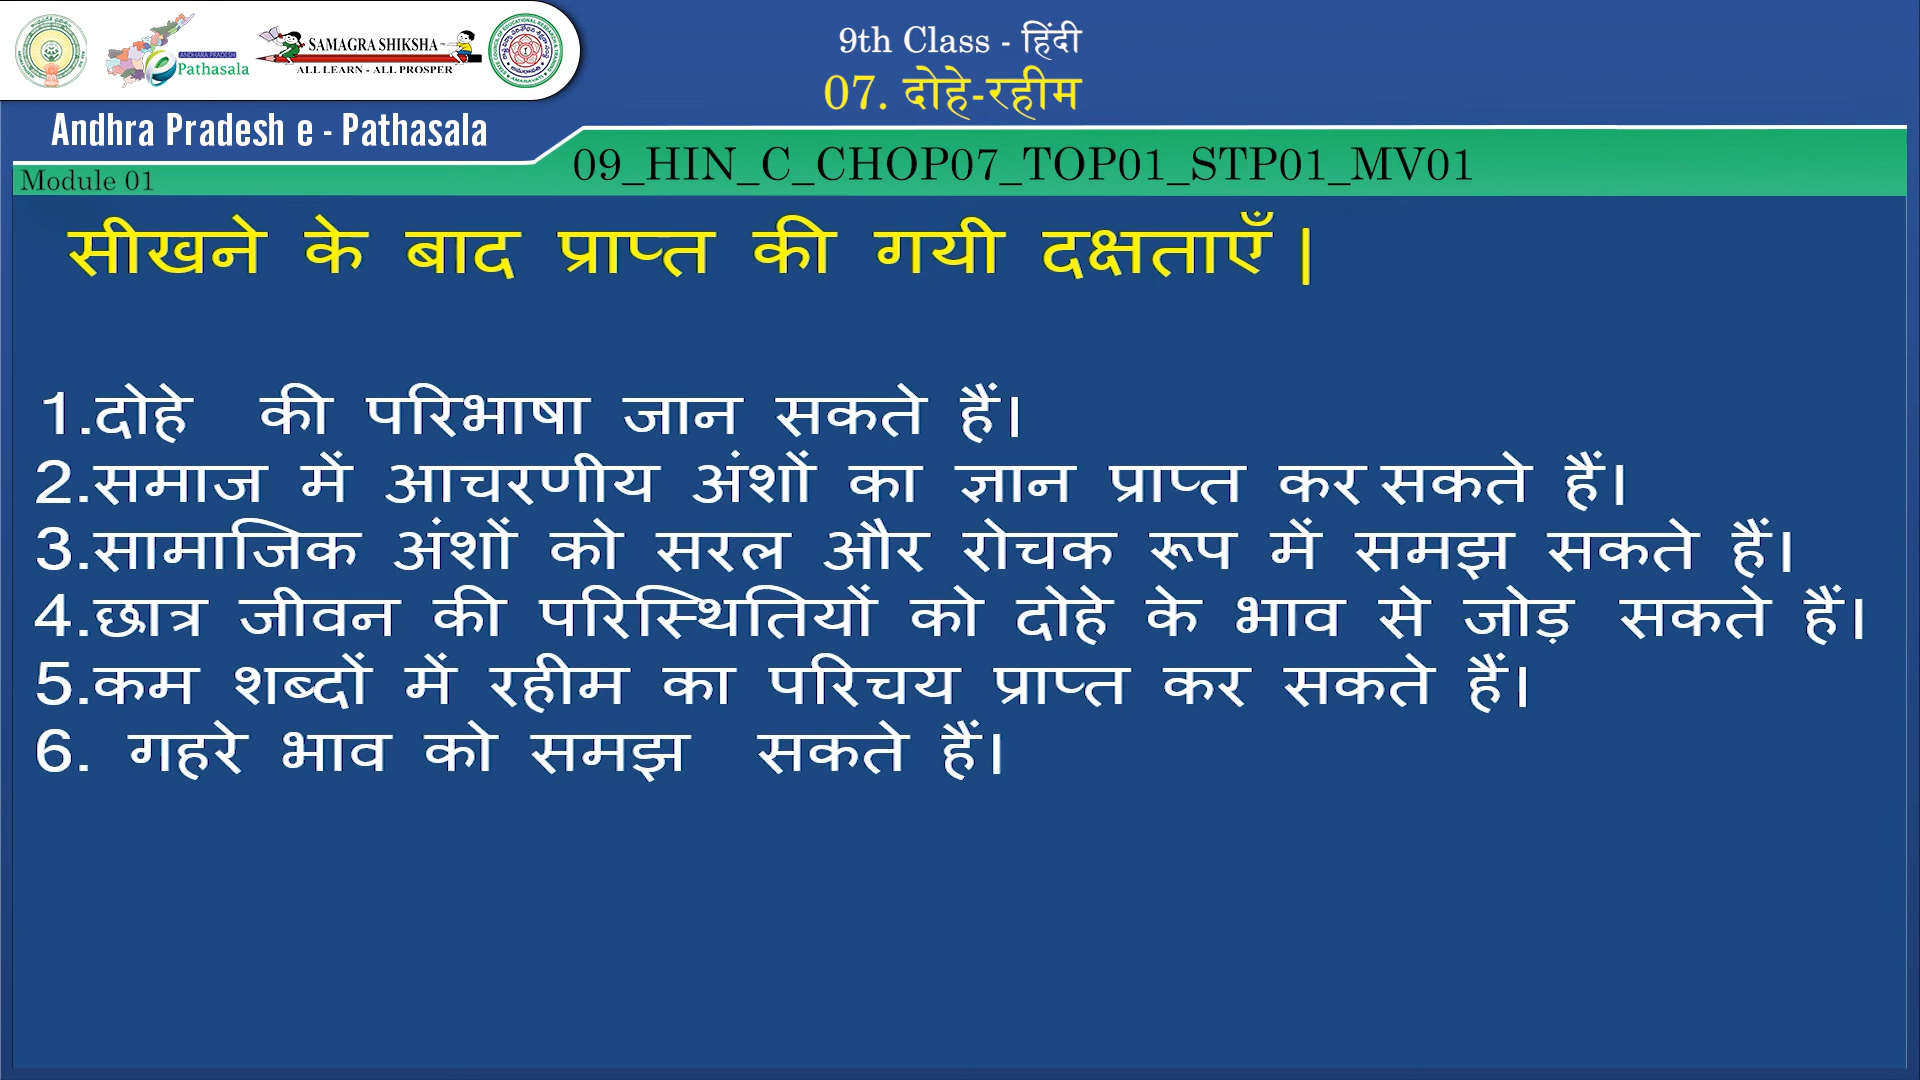 ANDHRA PRADESH
e Pathasala
SAMAGRA SHIKSHA
ALL LEARN - ALL PROSPER
Andhra Pradesh e - Pathasala
Module 01
9th Class - हिंदी
07. दोहे-रहीम
09_HIN_C_CHOP07_TOP01_STP01_MV01
सीखने के बाद प्राप्त की गयी दक्षताएँ |
1.दोहे की परिभाषा जान सकते हैं।
2.समाज में आचरणीय अंशों का ज्ञान प्राप्त कर सकते हैं।
3.सामाजिक अंशों को सरल और रोचक रूप में समझ सकते हैं।
4.छात्र जीवन की परिस्थितियों को दोहे के भाव से जोड़ सकते हैं।
5.कम शब्दों में रहीम का परिचय प्राप्त कर सकते हैं।
6. गहरे भाव को समझ सकते हैं।